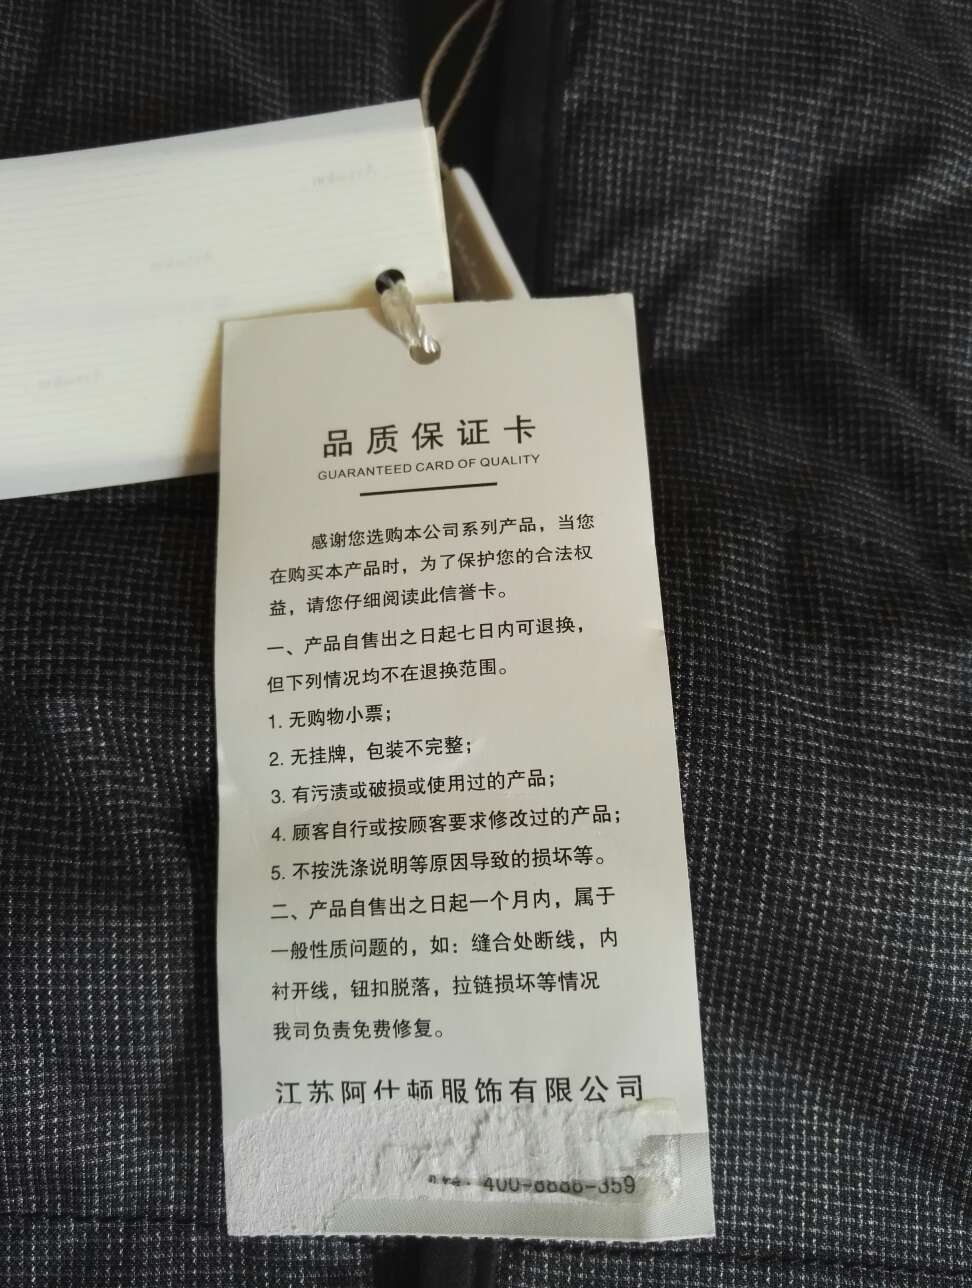 品质保证卡
GUARANTEED CARD OF QUALITY
感谢您选购本公司系列产品，当您
在购买本产品时，为了保护您的合法权
益，请您仔细阅读此信誉卡。
一、产品自售出之日起七日内可退换，
但下列情况均不在退换范围。
1. 无购物小票；
2. 无挂牌，包装不完整；
3. 有污渍或破损或使用过的产品；
4. 顾客自行或按顾客要求修改过的产品；
5. 不按洗涤说明等原因导致的损坏等。
二、产品自售出之日起一个月内，属于
一般性质问题的，如：缝合处断线，内
衬开线，钮扣脱落，拉链损坏等情况
我司负责免费修复。
江苏阿仕顿服饰有限公司
400-8886-359